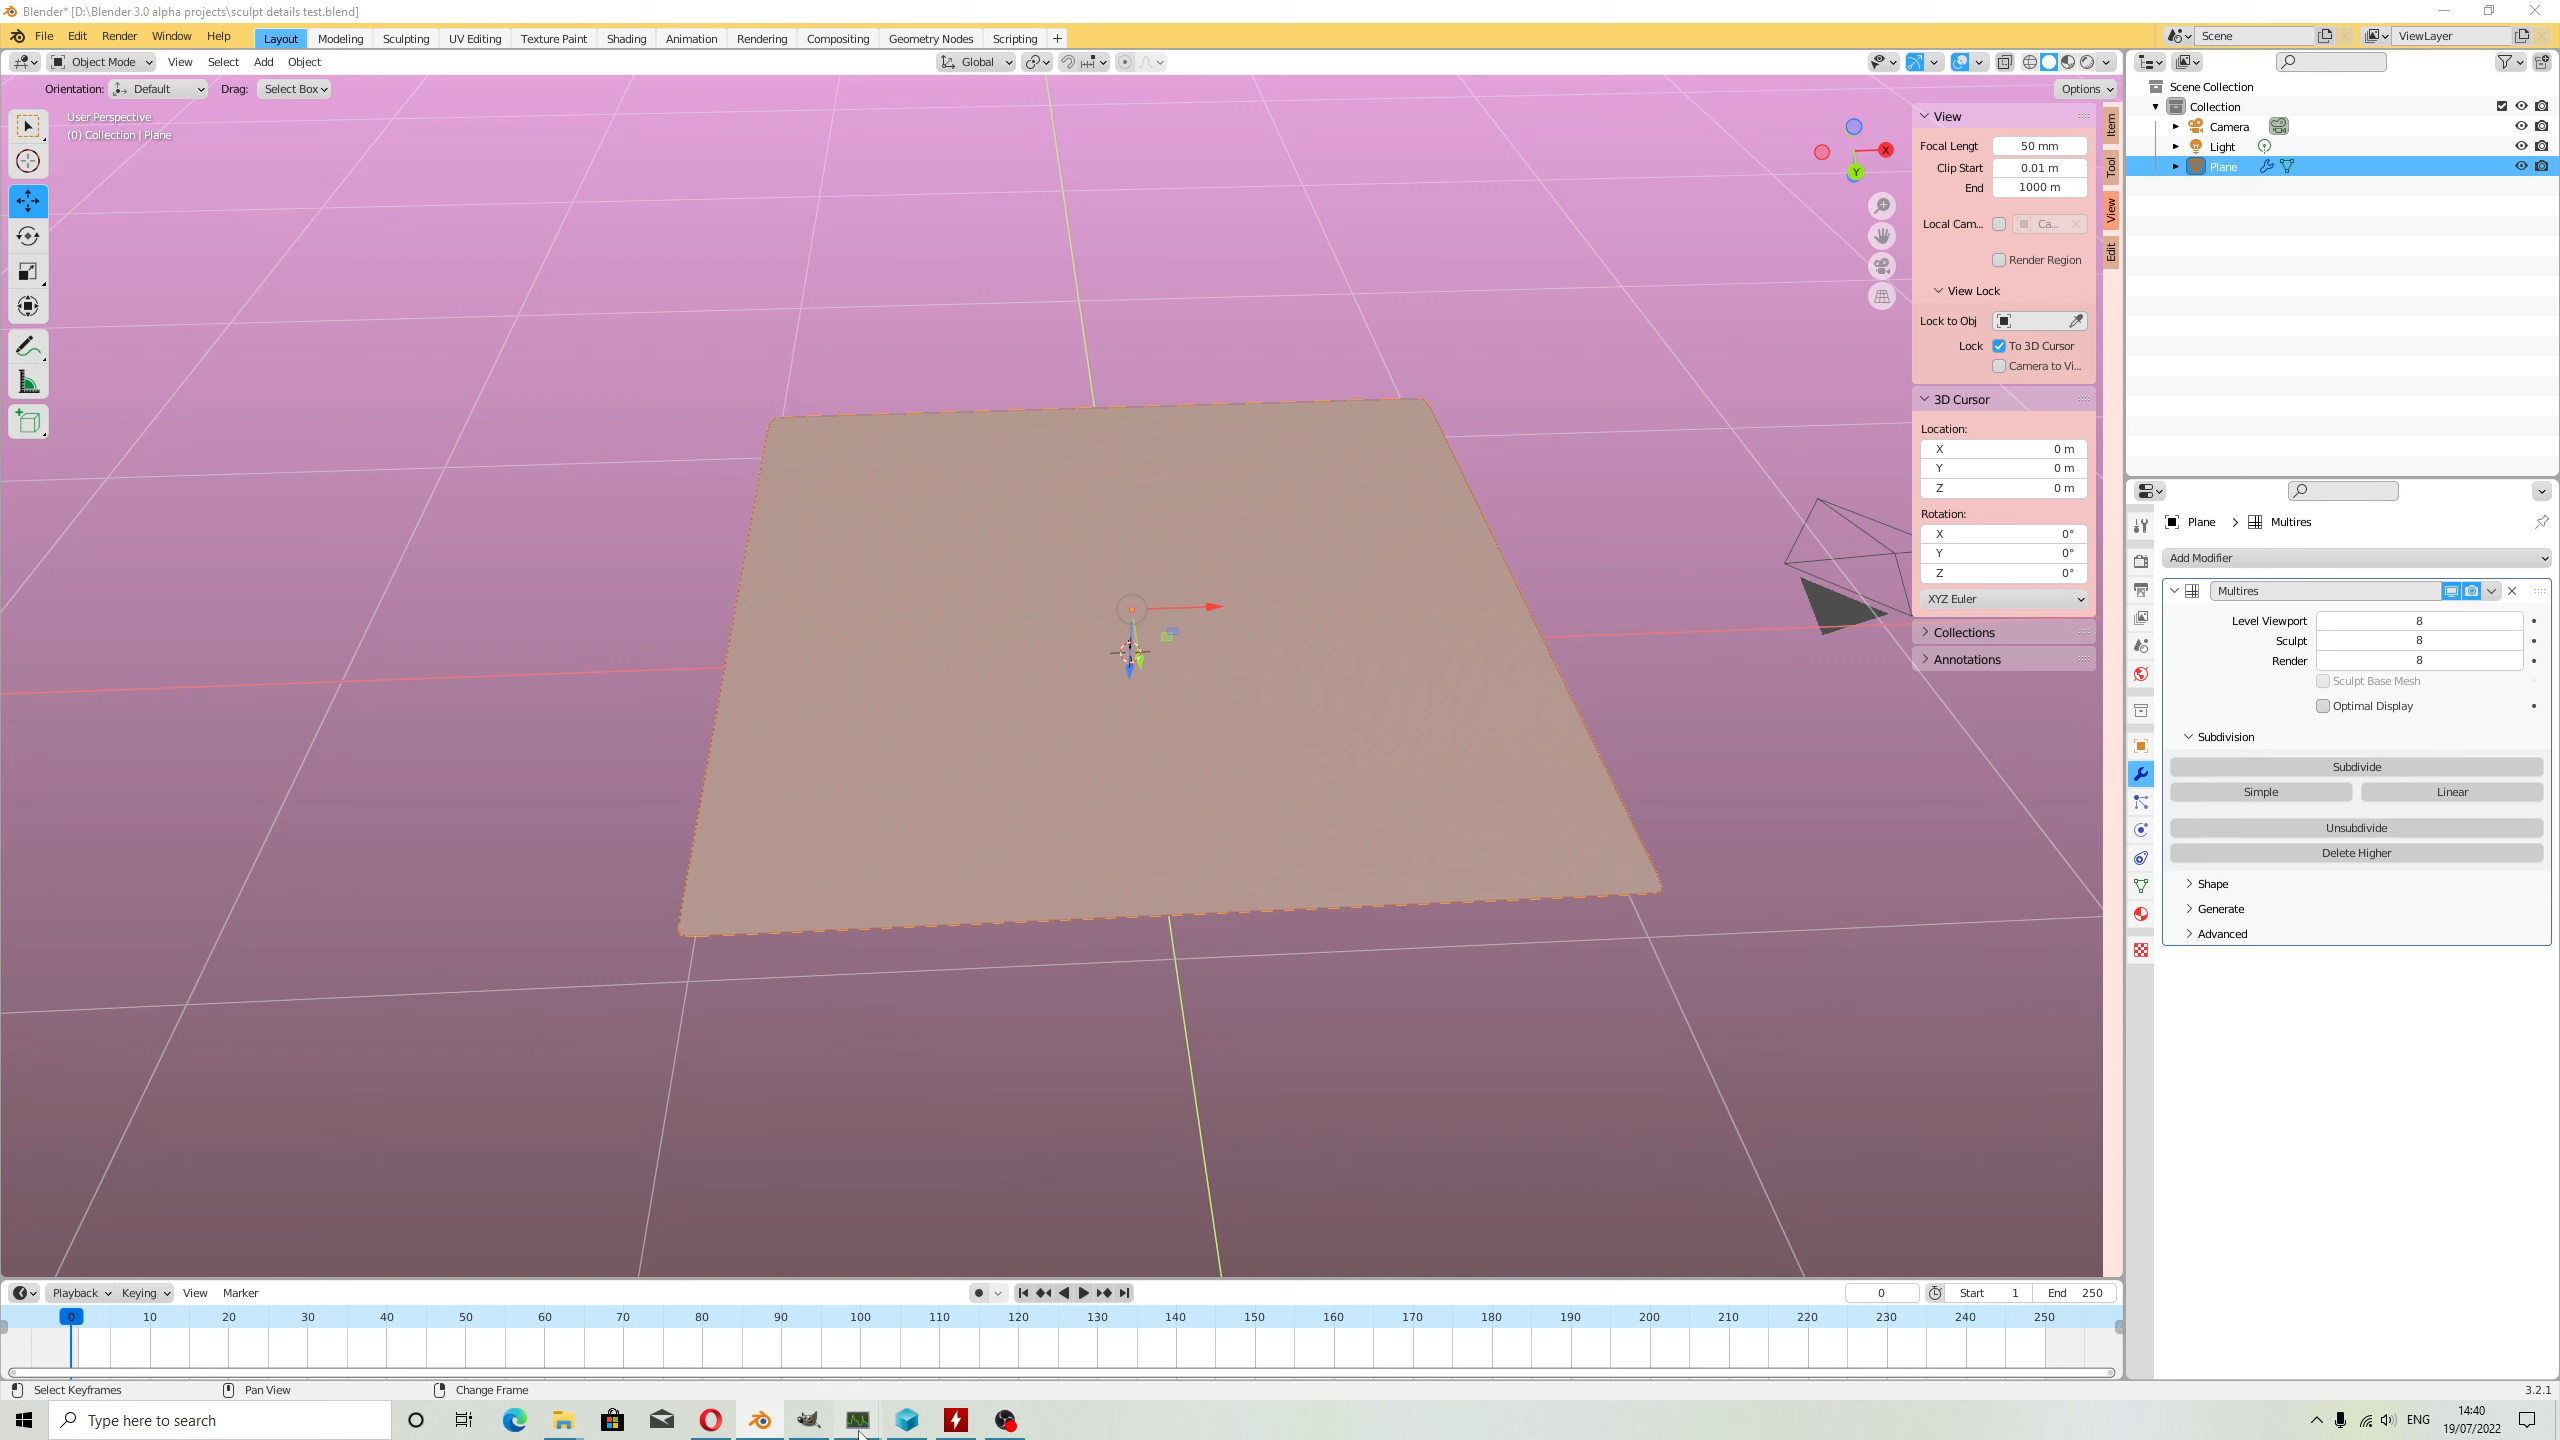 Blender* [D:\Blender 3.0 alpha projects\sculpt details test.blend]
File Edit Render Window Help Layout Modeling Sculpting UV Editing Texture Paint Shading Animation Rendering Compositing Geometry Nodes Scripting + Scene ViewLayer
Object Mode View Select Add Object Global
Orientation: Default Drag: Select Box Options
User Perspective
(0) Collection | Plane
X
Y
View
Focal Lengt 50 mm
Clip Start 0.01 m
End 1000 m
Local Cam... Ca...
Render Region
View Lock
Lock to Obj
Lock To 3D Cursor
Camera to Vi...
3D Cursor
Location:
X 0 m
Y 0 m
Z 0 m
Rotation:
X 0°
Y 0°
Z 0°
XYZ Euler
Collections
Annotations
Item
Tool
View
Edit
Scene Collection
Collection
Camera
Light
Plane
Plane > Multires
Add Modifier
Multires
Level Viewport 8
Sculpt 8
Render 8
Sculpt Base Mesh
Optimal Display
Subdivision
Subdivide
Simple Linear
Unsubdivide
Delete Higher
Shape
Generate
Advanced
Playback Keying View Marker 0 Start 1 End 250
0 10 20 30 40 50 60 70 80 90 100 110 120 130 140 150 160 170 180 190 200 210 220 230 240 250
Select Keyframes Pan View Change Frame 3.2.1
Type here to search ENG 14:40
19/07/2022